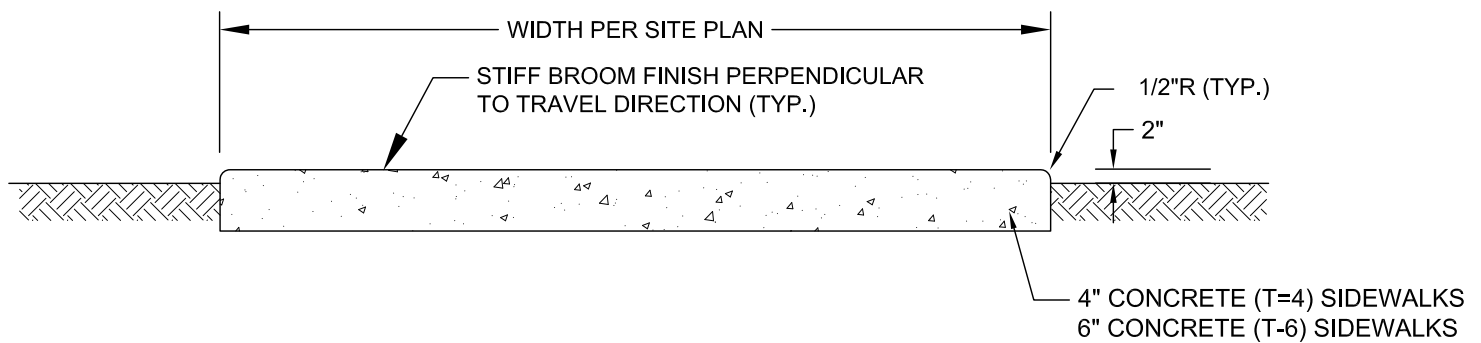 WIDTH PER SITE PLAN
STIFF BROOM FINISH PERPENDICULAR
TO TRAVEL DIRECTION (TYP.)
1/2"R (TYP.)
2"
4" CONCRETE (T=4) SIDEWALKS
6" CONCRETE (T-6) SIDEWALKS